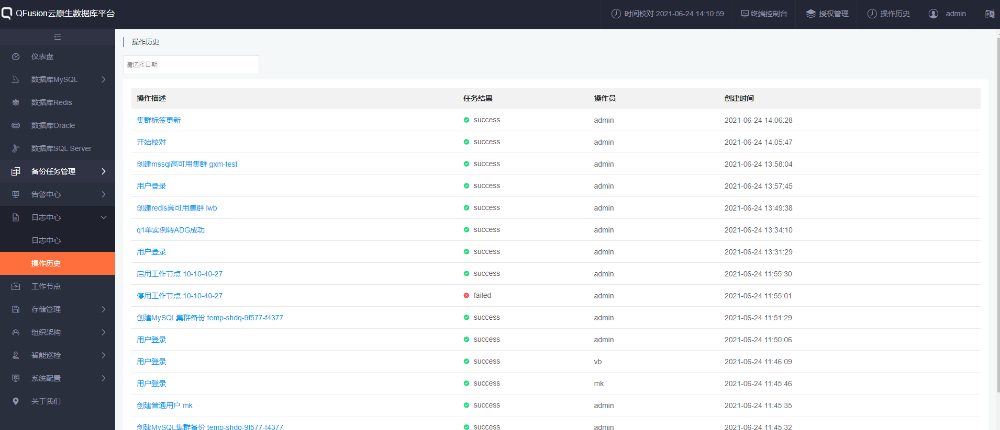 QFusion云原生数据库平台
时间校对 2021-06-24 14:10:59 终端控制台 授权管理 操作历史 admin
仪表盘
数据库MySQL
数据库Redis
数据库Oracle
数据库SQL Server
备份任务管理
告警中心
日志中心
日志中心
操作历史
工作节点
存储管理
组织架构
智能巡检
系统配置
关于我们
操作历史
请选择日期
操作描述 任务结果 操作员 创建时间
集群标签更新 success admin 2021-06-24 14:06:28
开始校对 success admin 2021-06-24 14:05:47
创建mssql高可用集群 gxm-test success admin 2021-06-24 13:58:04
用户登录 success admin 2021-06-24 13:57:45
创建redis高可用集群 lwb success admin 2021-06-24 13:49:38
q1单实例转ADG成功 success admin 2021-06-24 13:34:10
用户登录 success admin 2021-06-24 13:31:29
启用工作节点 10-10-40-27 success admin 2021-06-24 11:55:30
停用工作节点 10-10-40-27 failed admin 2021-06-24 11:55:01
创建MySQL集群备份 temp-shdq-9f577-f4377 success admin 2021-06-24 11:51:29
用户登录 success admin 2021-06-24 11:50:06
用户登录 success vb 2021-06-24 11:46:09
用户登录 success mk 2021-06-24 11:45:46
创建普通用户 mk success admin 2021-06-24 11:45:35
创建MySQL集群备份 temp-shdq-9f577-f4377 success admin 2021-06-24 11:45:32